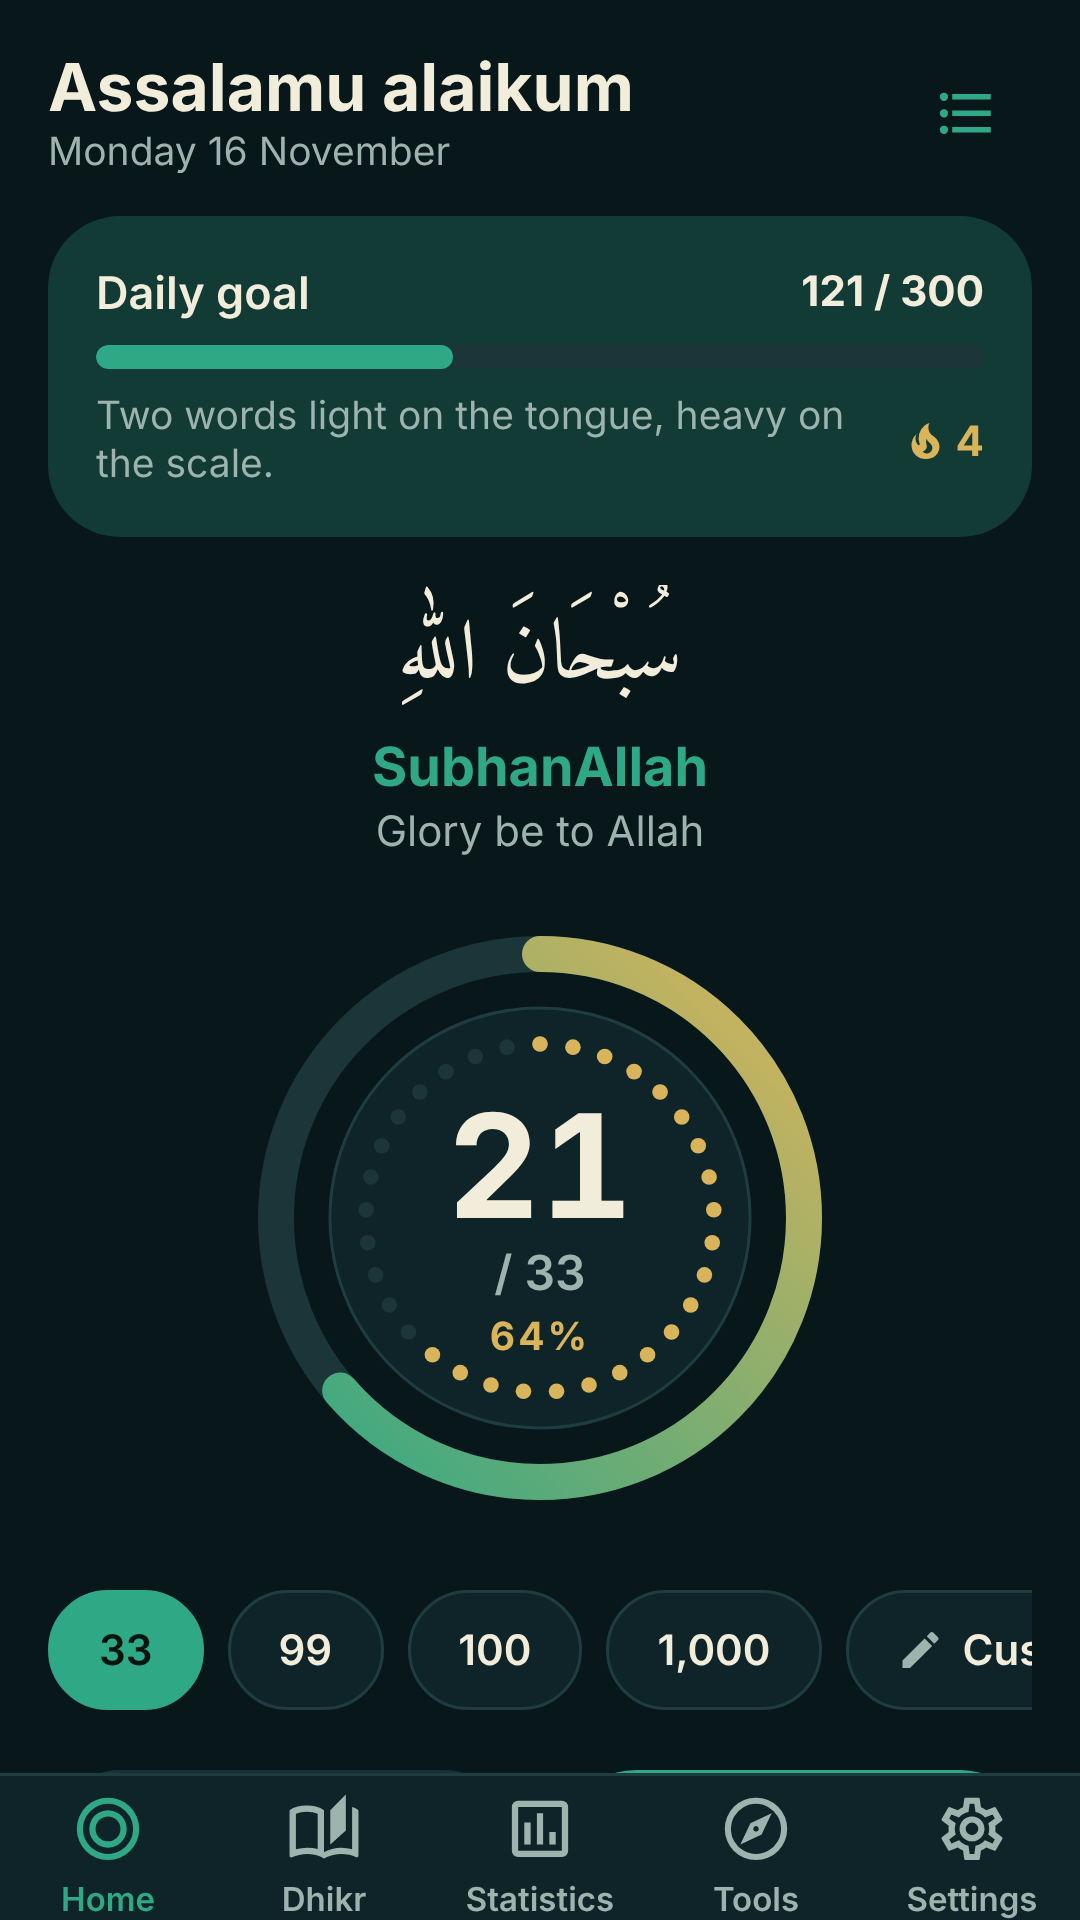 Assalamu alaikum
Monday 16 November
Daily goal
121 / 300
Two words light on the tongue, heavy on
the scale.
4
سُبْحَانَ اللّٰهِ
SubhanAllah
Glory be to Allah
21
/ 33
64%
33
99
100
1,000
Cus
Home
Dhikr
Statistics
Tools
Settings